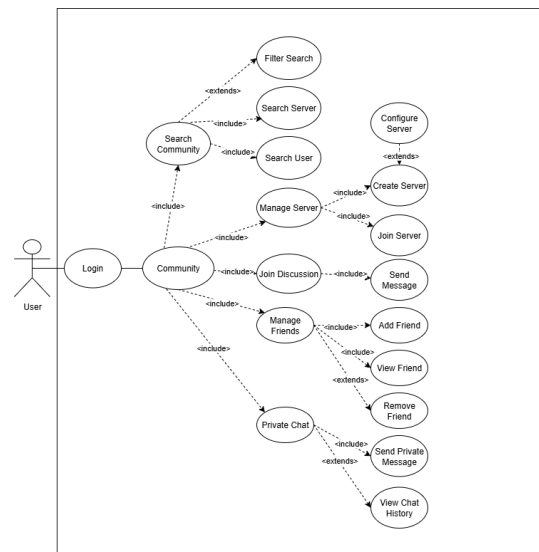 Filter Search
<extends>
Search Server
Configure
Server
<include>
Search
Community
<extends>
<include>
Search User
Create Server
<include>
Manage Server
<include>
<include>
<include>
Join Server
User
Login
Community
<include>
Join Discussion
<include>
Send
Message
<include>
Manage
Friends
<include>
Add Friend
<include>
<include>
View Friend
<extends>
Remove
Friend
Private Chat
<include>
Send Private
Message
<extends>
View Chat
History